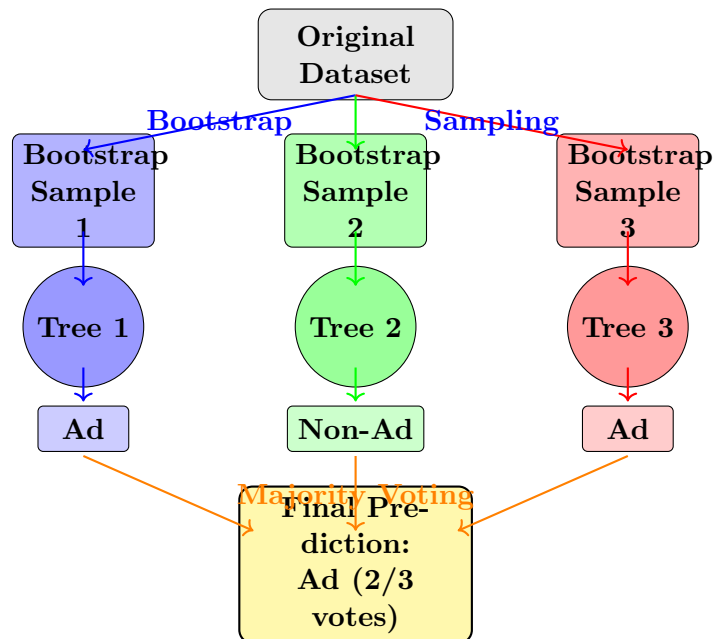 Original
Dataset
Bootstrap
Sampling
Bootstrap
Sample
1
Bootstrap
Sample
2
Bootstrap
Sample
3
Tree 1
Tree 2
Tree 3
Ad
Non-Ad
Ad
Majority Voting
Final Pre-
diction:
Ad (2/3
votes)